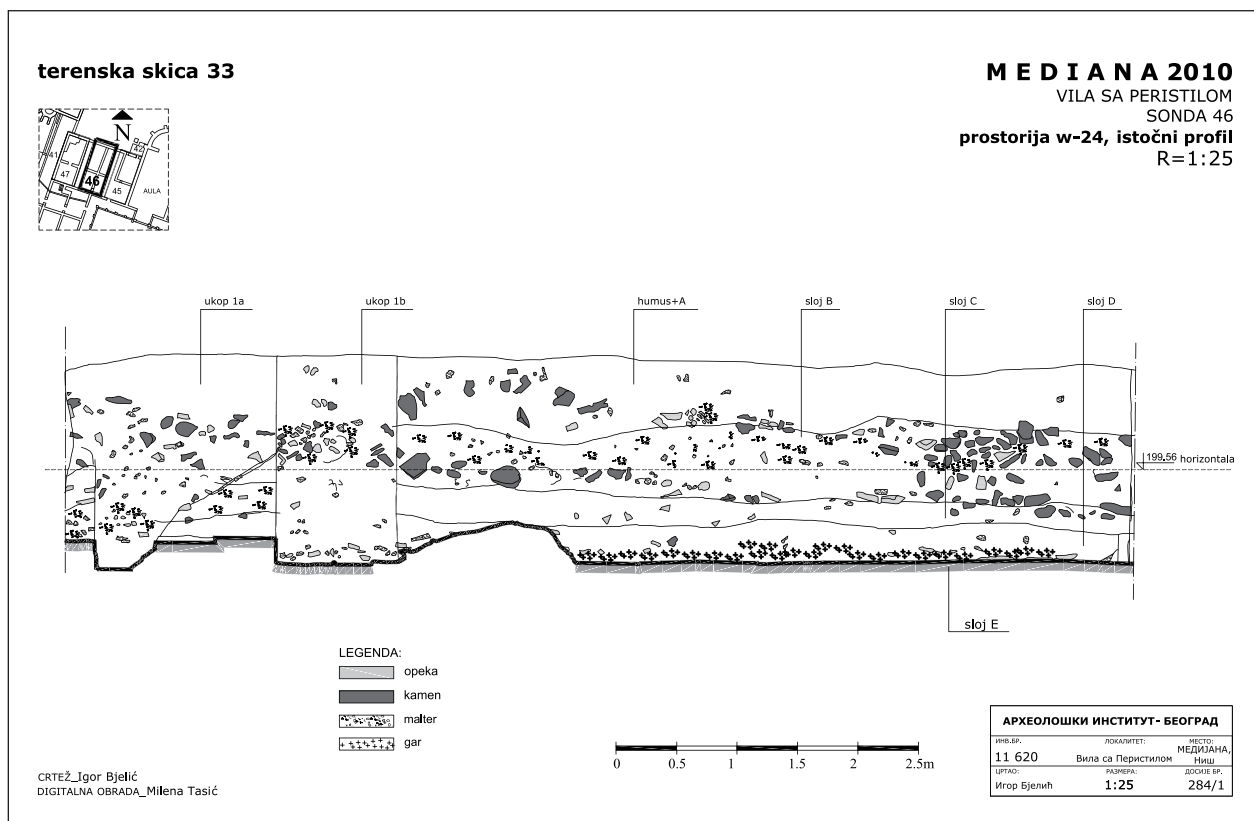 terenska skica 33
M E D I A N A 2010
VILA SA PERISTILOM
SONDA 46
prostorija w-24, istočni profil
R=1:25
N
41
47
46
45
42
AULA
ukop 1a
ukop 1b
humus+A
sloj B
sloj C
sloj D
199.56 horizontala
sloj E
LEGENDA:
opeka
kamen
malter
gar
0 0.5 1 1.5 2 2.5m
CRTEŽ_Igor Bjelić
DIGITALNA OBRADA_Milena Tasić
АРХЕОЛОШКИ ИНСТИТУТ- БЕОГРАД
ИНВ.БР. ЛОКАЛИТЕТ: МЕСТО:
11 620 Вила са Перистилом МЕДИЈАНА, Ниш
ЦРТАО: РАЗМЕРА: ДОСИЈЕ БР.
Игор Бјелић 1:25 284/1